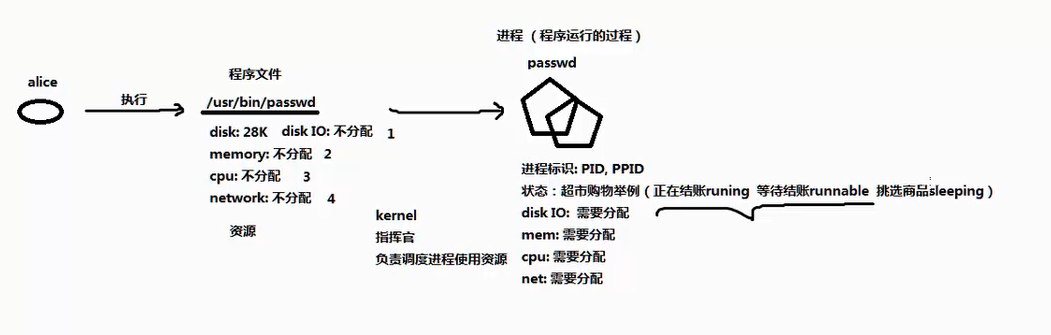 进程 （程序运行的过程）
passwd
alice
执行
程序文件
/usr/bin/passwd
disk: 28K disk IO: 不分配 1
memory: 不分配 2
cpu: 不分配 3
network: 不分配 4
资源
kernel
指挥官
负责调度进程使用资源
进程标识: PID, PPID
状态：超市购物举例（正在结账runing 等待结账runnable 挑选商品sleeping）
disk IO: 需要分配
mem: 需要分配
cpu: 需要分配
net: 需要分配